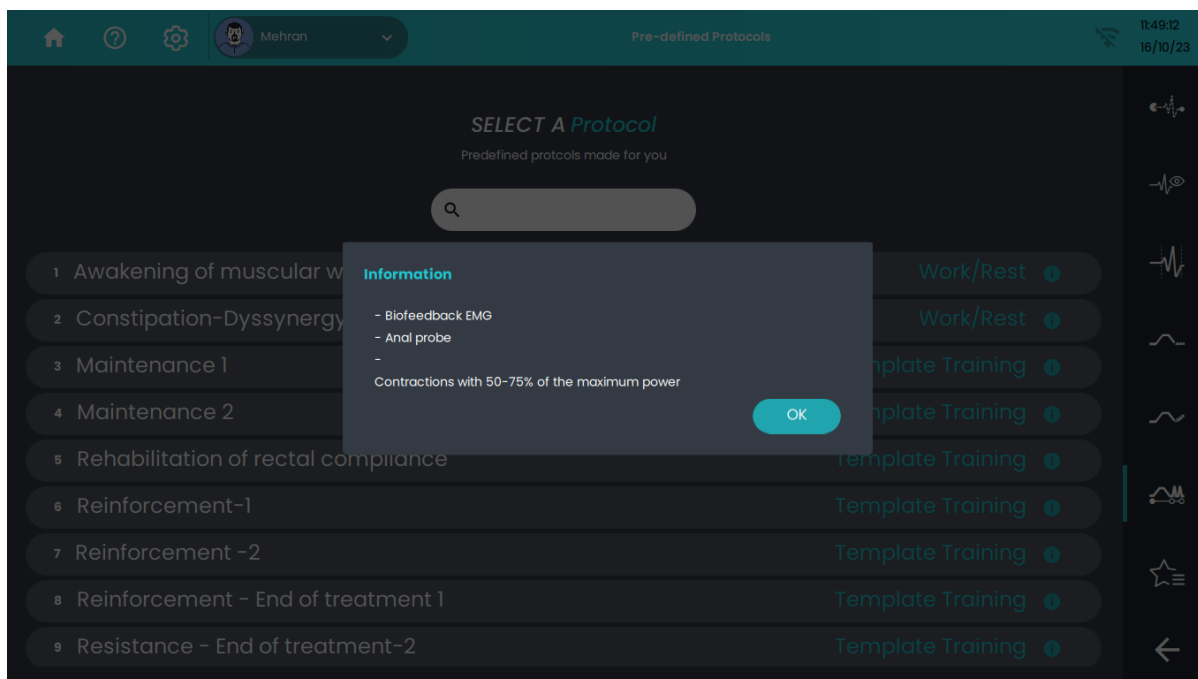 Mehran
Pre-defined Protocols
11:49:12
16/10/23
SELECT A Protocol
Predefined protcols made for you
Information
- Biofeedback EMG
- Anal probe
-
Contractions with 50-75% of the maximum power
OK
1 Awakening of muscular w Work/Rest
2 Constipation-Dyssynergy Work/Rest
3 Maintenance 1 nplate Training
4 Maintenance 2 nplate Training
5 Rehabilitation of rectal compliance Template Training
6 Reinforcement-1 Template Training
7 Reinforcement -2 Template Training
8 Reinforcement - End of treatment 1 Template Training
9 Resistance - End of treatment-2 Template Training